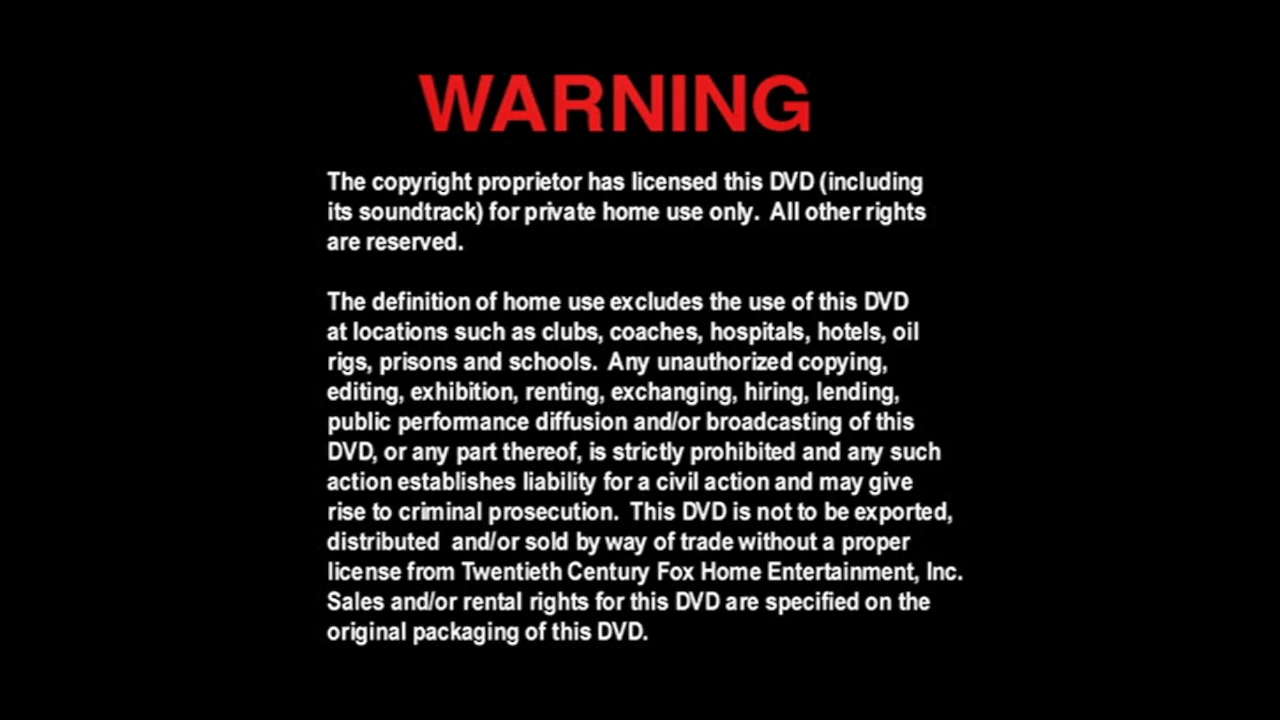 WARNING
The copyright proprietor has licensed this DVD (including
its soundtrack) for private home use only.  All other rights
are reserved.
The definition of home use excludes the use of this DVD
at locations such as clubs, coaches, hospitals, hotels, oil
rigs, prisons and schools.  Any unauthorized copying,
editing, exhibition, renting, exchanging, hiring, lending,
public performance diffusion and/or broadcasting of this
DVD, or any part thereof, is strictly prohibited and any such
action establishes liability for a civil action and may give
rise to criminal prosecution.  This DVD is not to be exported,
distributed  and/or sold by way of trade without a proper
license from Twentieth Century Fox Home Entertainment, Inc.
Sales and/or rental rights for this DVD are specified on the
original packaging of this DVD.